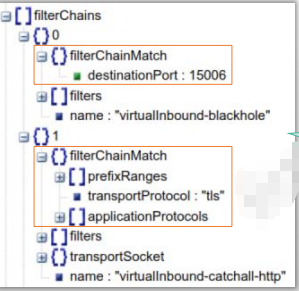 [ ] filterChains
{ } 0
{ } filterChainMatch
destinationPort : 15006
[ ] filters
name : "virtualInbound-blackhole"
{ } 1
{ } filterChainMatch
[ ] prefixRanges
transportProtocol : "tls"
[ ] applicationProtocols
[ ] filters
{ } transportSocket
name : "virtualInbound-catchall-http"